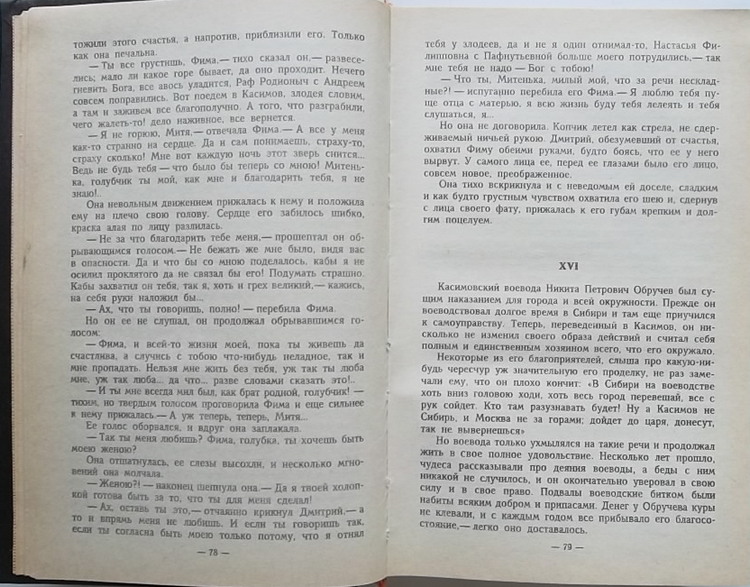 тожили этого счастья, а напротив, приблизили его. Только
как она печальна.
— Ты все грустишь, Фима,— тихо сказал он,— развесе-
лись; мало ли какое горе бывает, да оно проходит. Нечего
гневить Бога, все авось уладится, Раф Родионыч с Андреем
совсем поправились. Вот поедем в Касимов, злодея словим,
а там и заживем все благополучно. А того, что разграбили,
чего жалеть-то! дело наживное, все вернется.
— Я не горюю, Митя,— отвечала Фима.— А все у меня
как-то странно на сердце. Да и сам понимаешь, страху-то,
страху сколько! Мне вот каждую ночь этот зверь снится...
Ведь не будь тебя — что было бы теперь со мною! Митень-
ка, голубчик ты мой, как мне и благодарить тебя, я не
знаю!..
Она невольным движением прижалась к нему и положила
ему на плечо свою голову. Сердце его забилось шибко,
краска алая по лицу разлилась.
— Не за что благодарить тебе меня,— прошептал он об-
рывающимся голосом.— Не бежать же мне было, видя вас
в опасности. Да и что бы со мною поделалось, кабы я не
осилил проклятого да не связал бы его! Подумать страшно.
Кабы захватил он тебя, так я, хоть и грех великий,— кажись,
на себя руки наложил бы...
— Ах, что ты говоришь, полно! — перебила Фима.
Но он ее не слушал, он продолжал обрывавшимся го-
лосом:
— Фима, и всей-то жизни моей, пока ты живешь да
счастлива, а случись с тобою что-нибудь неладное, так и
мне пропадать. Нельзя мне жить без тебя, уж так ты люба
мне, уж так люба... да что... разве словами сказать это!..
— И ты мне всегда мил был, как брат родной, голубчик! —
тихим, но твердым голосом проговорила Фима и еще сильнее
к нему прижалась.— А уж теперь, теперь, Митя...
Ее голос оборвался, и вдруг она заплакала.
— Так ты меня любишь? Фима, голубка, ты хочешь быть
моею женою?
Она отшатнулась, ее слезы высохли, и несколько мгно-
вений она молчала.
— Женою?! — наконец шепнула она.— Да я твоей холоп-
кой готова быть за то, что ты для меня сделал!
— Ах, оставь ты это,— отчаянно крикнул Дмитрий,— а
то и впрямь меня не любишь. И если ты говоришь так,
если ты согласна быть моею только потому, что я отнял
— 78 —
тебя у злодеев, да и не я один отнимал-то, Настасья Фи-
липповна с Пафнутьевной больше моего потрудились,— так
мне тебя не надо — Бог с тобою!
— Что ты, Митенька, милый мой, что за речи несклад-
ные?! — испуганно перебила его Фима.— Я люблю тебя пу-
ще отца с матерью, я всю жизнь буду тебя лелеять и тебя
слушаться, я...
Но она не договорила. Копчик летел как стрела, не сдер-
живаемый ничьей рукою. Дмитрий, обезумевший от счастья,
охватил Фиму обеими руками, будто боясь, что ее у него
вырвут. У самого лица ее, перед ее глазами было его лицо,
совсем новое, преображенное.
Она тихо вскрикнула и с неведомым ей доселе, сладким
и как будто грустным чувством охватила его шею и, сдернув
с лица своего фату, прижалась к его губам крепким и дол-
гим поцелуем.
XVI
Касимовский воевода Никита Петрович Обручев был су-
щим наказанием для города и всей окружности. Прежде он
воеводствовал долгое время в Сибири и там еще приучился
к самоуправству. Теперь, переведенный в Касимов, он ни-
сколько не изменил своего образа действий и считал себя
полным и единственным хозяином всего, что его окружало.
Некоторые из его благоприятелей, слыша про какую-ни-
будь чересчур уж значительную его проделку, не раз заме-
чали ему, что он плохо кончит: «В Сибири на воеводстве
хоть вниз головою ходи, хоть весь город перевешай, все с
рук сойдет. Кто там разузнавать будет! Ну а Касимов не
Сибирь, и Москва не за горами; дойдет до царя, донесут,
так не вывернешься»
Но воевода только ухмылялся на такие речи и продолжал
жить в свое полное удовольствие. Несколько лет прошло,
чудеса рассказывали про деяния воеводы, а беды с ним
никакой не случилось, и он окончательно уверовал в свою
силу и в свое право. Подвалы воеводские битком были
набиты всяким добром и припасами. Денег у Обручева куры
не клевали, и с каждым годом все прибывало его благосо-
стояние,— легко оно доставалось.
— 79 —